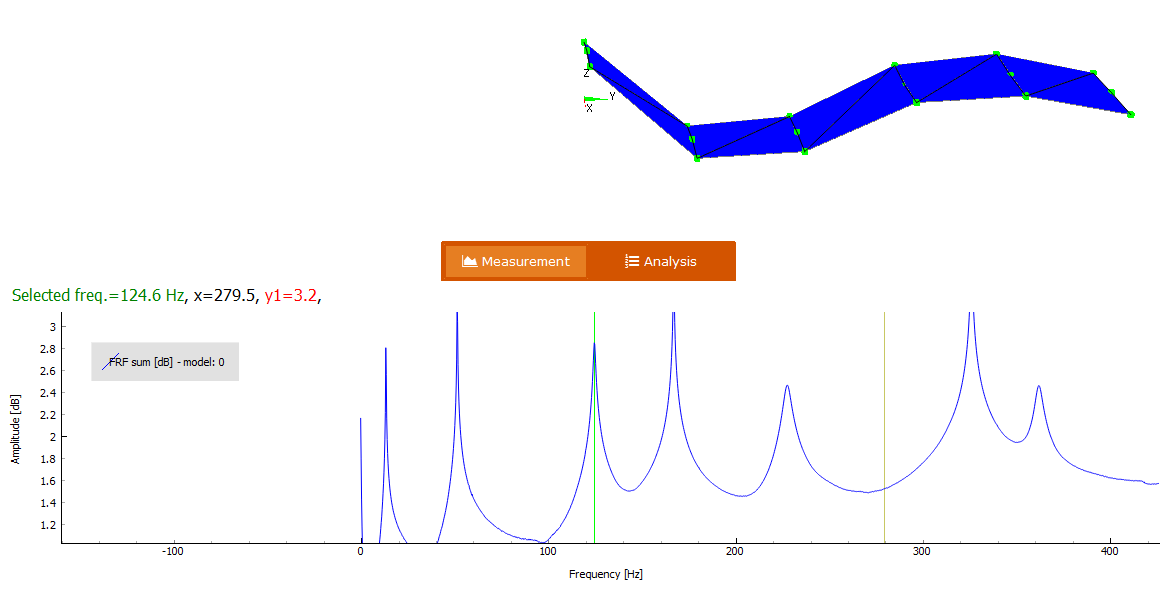 Z
Y
X
Measurement Analysis
Selected freq.=124.6 Hz, x=279.5, y1=3.2,
3
2.8
2.6
2.4
2.2
2
1.8
1.6
1.4
1.2
Amplitude [dB]
FRF sum [dB] - model: 0
-100 0 100 200 300 400
Frequency [Hz]